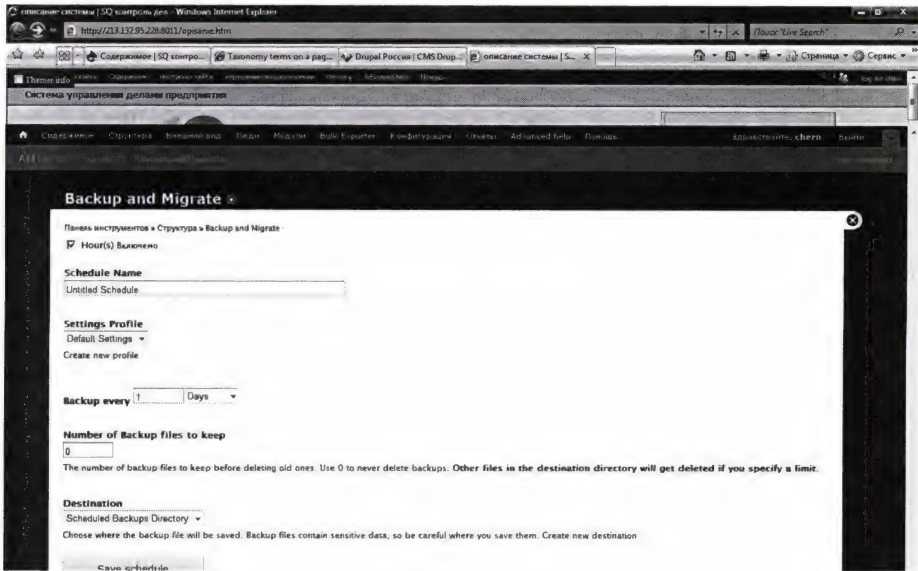 описание системы | SQ контроль дел - Windows Internet Explorer
http://213.132.95.228:8011/opisanie.htm
Поиск "Live Search"
Содержимое | SQ контро...
Taxonomy terms on a pag...
Drupal Россия | CMS Drup...
описание системы | S...
Страница
Сервис
Themer info
Система управления делами предприятия
Содержимое Структура Внешний вид Люди Модули Bulk Exporter Конфигурация Отчёты Advanced help Помощь
Здравствуйте, chern Выйти
Backup and Migrate
Панель инструментов » Структура » Backup and Migrate
Hour(s) Включено
Schedule Name
Untitled Schedule
Settings Profile
Default Settings
Create new profile
Backup every 1 Days
Number of Backup files to keep
0
The number of backup files to keep before deleting old ones. Use 0 to never delete backups. Other files in the destination directory will get deleted if you specify a limit.
Destination
Scheduled Backups Directory
Choose where the backup file will be saved. Backup files contain sensitive data, so be careful where you save them. Create new destination
Save schedule